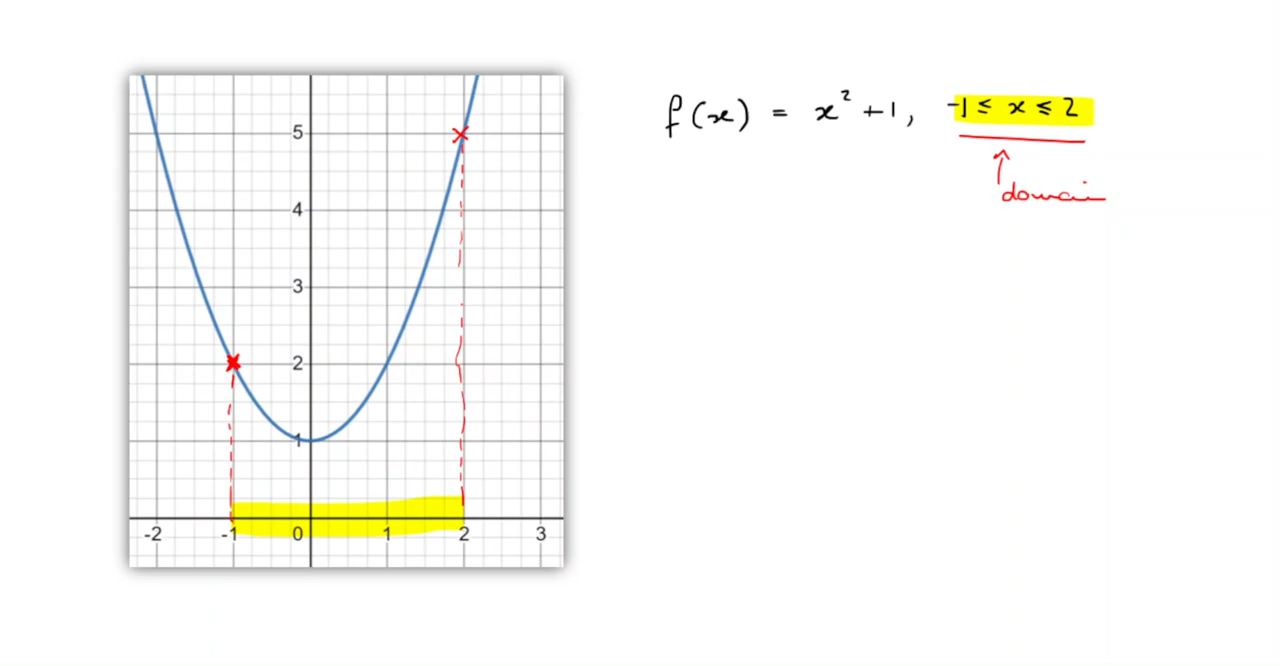 5
4
3
2
1
-2 -1 0 1 2 3
f(x) = x² + 1, -1 ≤ x ≤ 2
domain